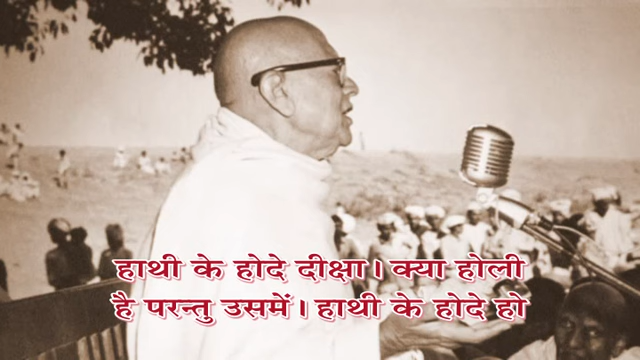 हाथी के होदे दीक्षा। क्या होली
है परन्तु उसमें। हाथी के होदे हो